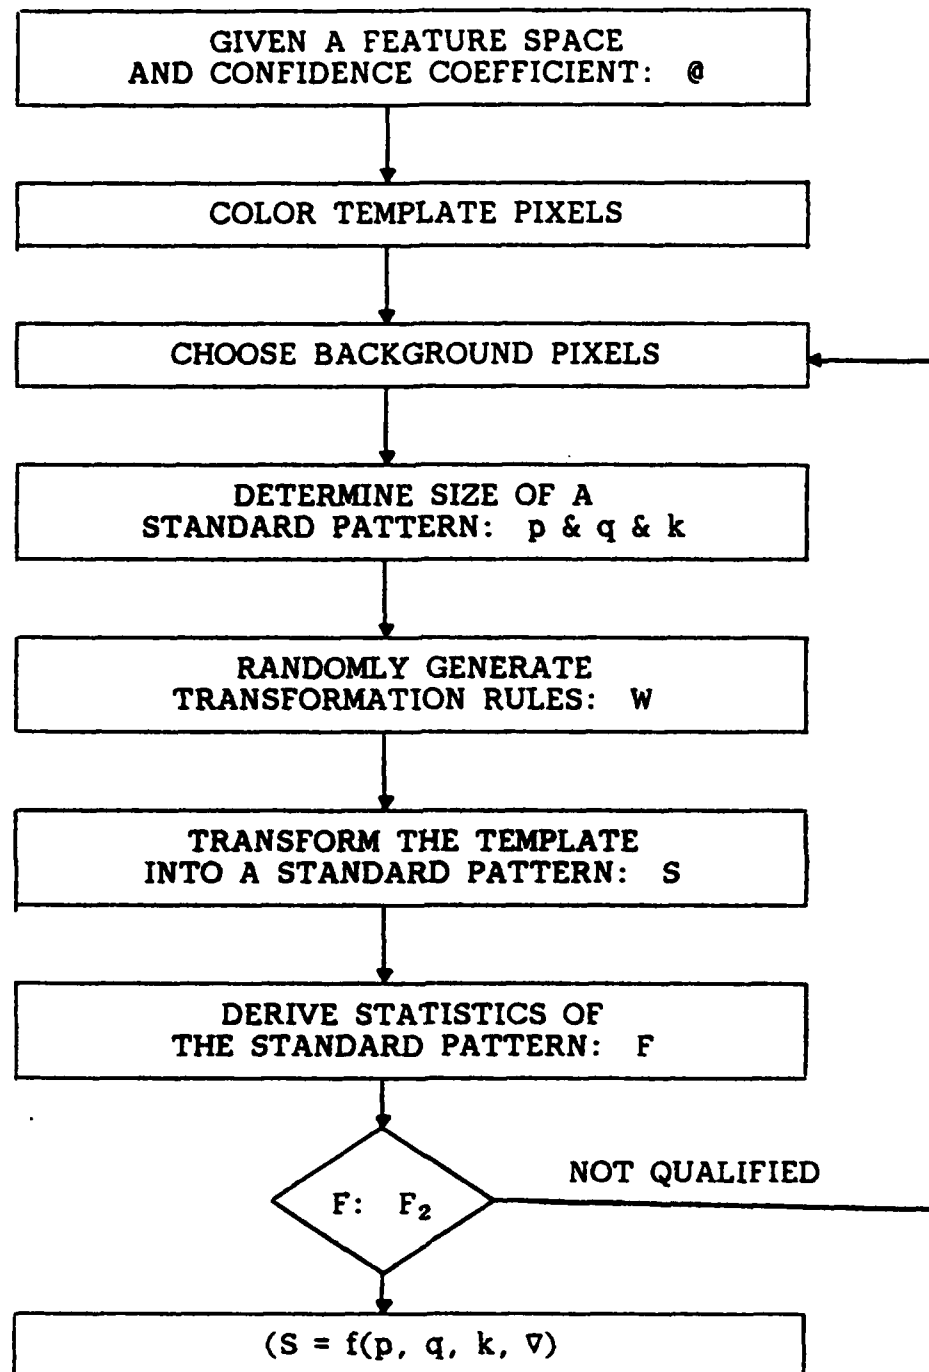 GIVEN A FEATURE SPACE
AND CONFIDENCE COEFFICIENT: @
COLOR TEMPLATE PIXELS
CHOOSE BACKGROUND PIXELS
DETERMINE SIZE OF A
STANDARD PATTERN: p & q & k
RANDOMLY GENERATE
TRANSFORMATION RULES: W
TRANSFORM THE TEMPLATE
INTO A STANDARD PATTERN: S
DERIVE STATISTICS OF
THE STANDARD PATTERN: F
NOT QUALIFIED
F: F₂
(S = f(p, q, k, ∇)